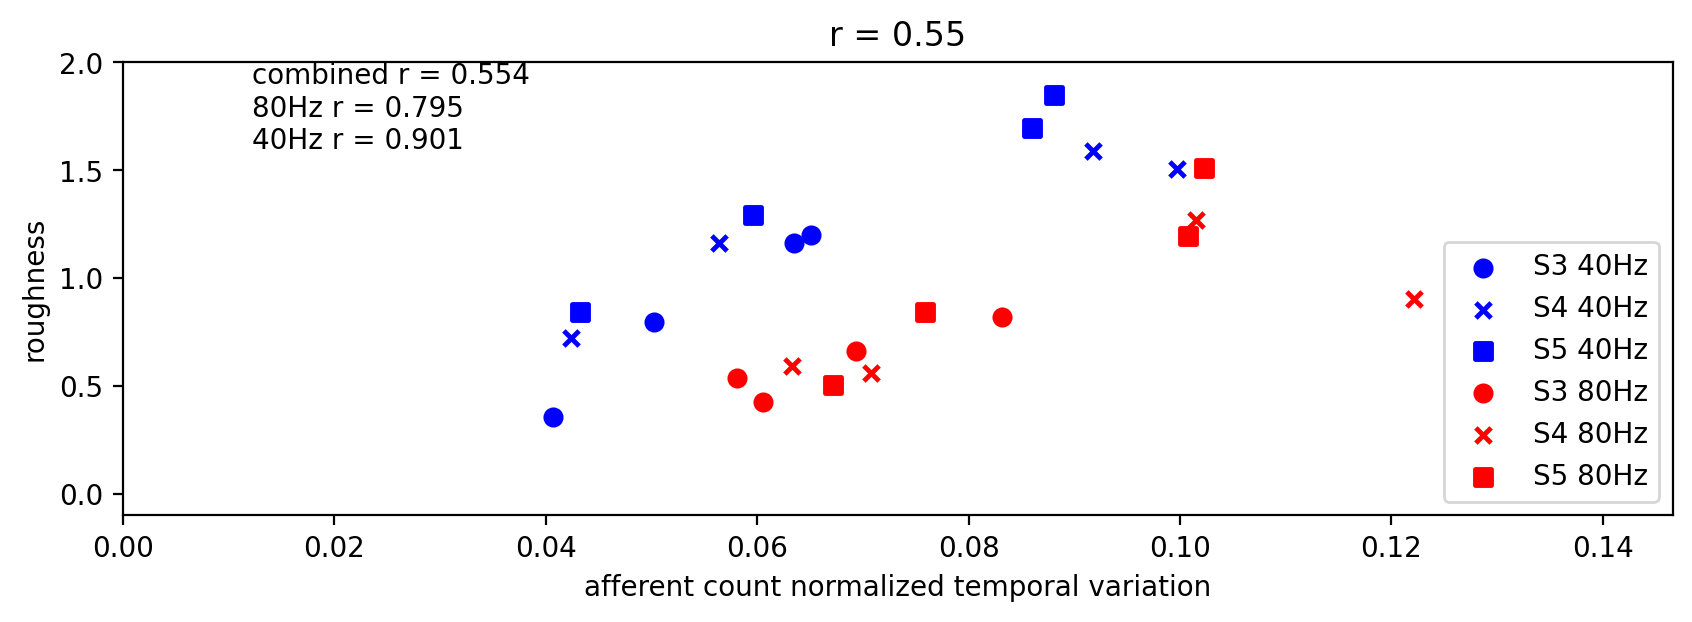 r = 0.55
combined r = 0.554
80Hz r = 0.795
40Hz r = 0.901
2.0
1.5
1.0
0.5
0.0
roughness
S3 40Hz
S4 40Hz
S5 40Hz
S3 80Hz
S4 80Hz
S5 80Hz
0.00 0.02 0.04 0.06 0.08 0.10 0.12 0.14
afferent count normalized temporal variation